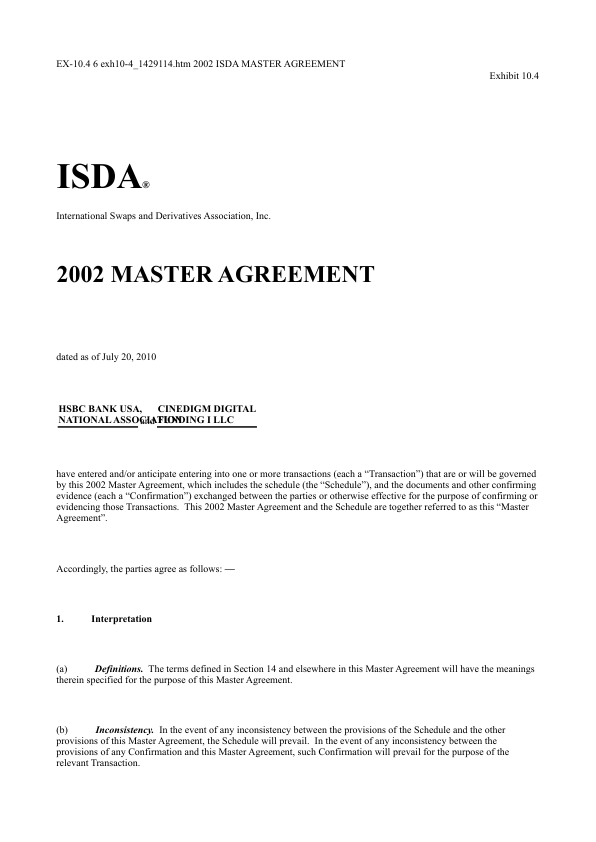 EX-10.4 6 exh10-4_1429114.htm 2002 ISDA MASTER AGREEMENT
Exhibit 10.4
ISDA®
International Swaps and Derivatives Association, Inc.
2002 MASTER AGREEMENT
dated as of July 20, 2010
HSBC BANK USA, CINEDIGM DIGITAL
NATIONAL ASSOCIATION and FUNDING I LLC
have entered and/or anticipate entering into one or more transactions (each a “Transaction”) that are or will be governed
by this 2002 Master Agreement, which includes the schedule (the “Schedule”), and the documents and other confirming
evidence (each a “Confirmation”) exchanged between the parties or otherwise effective for the purpose of confirming or
evidencing those Transactions.  This 2002 Master Agreement and the Schedule are together referred to as this “Master
Agreement”.
Accordingly, the parties agree as follows: —
1. Interpretation
(a) Definitions.  The terms defined in Section 14 and elsewhere in this Master Agreement will have the meanings
therein specified for the purpose of this Master Agreement.
(b) Inconsistency.  In the event of any inconsistency between the provisions of the Schedule and the other
provisions of this Master Agreement, the Schedule will prevail.  In the event of any inconsistency between the
provisions of any Confirmation and this Master Agreement, such Confirmation will prevail for the purpose of the
relevant Transaction.